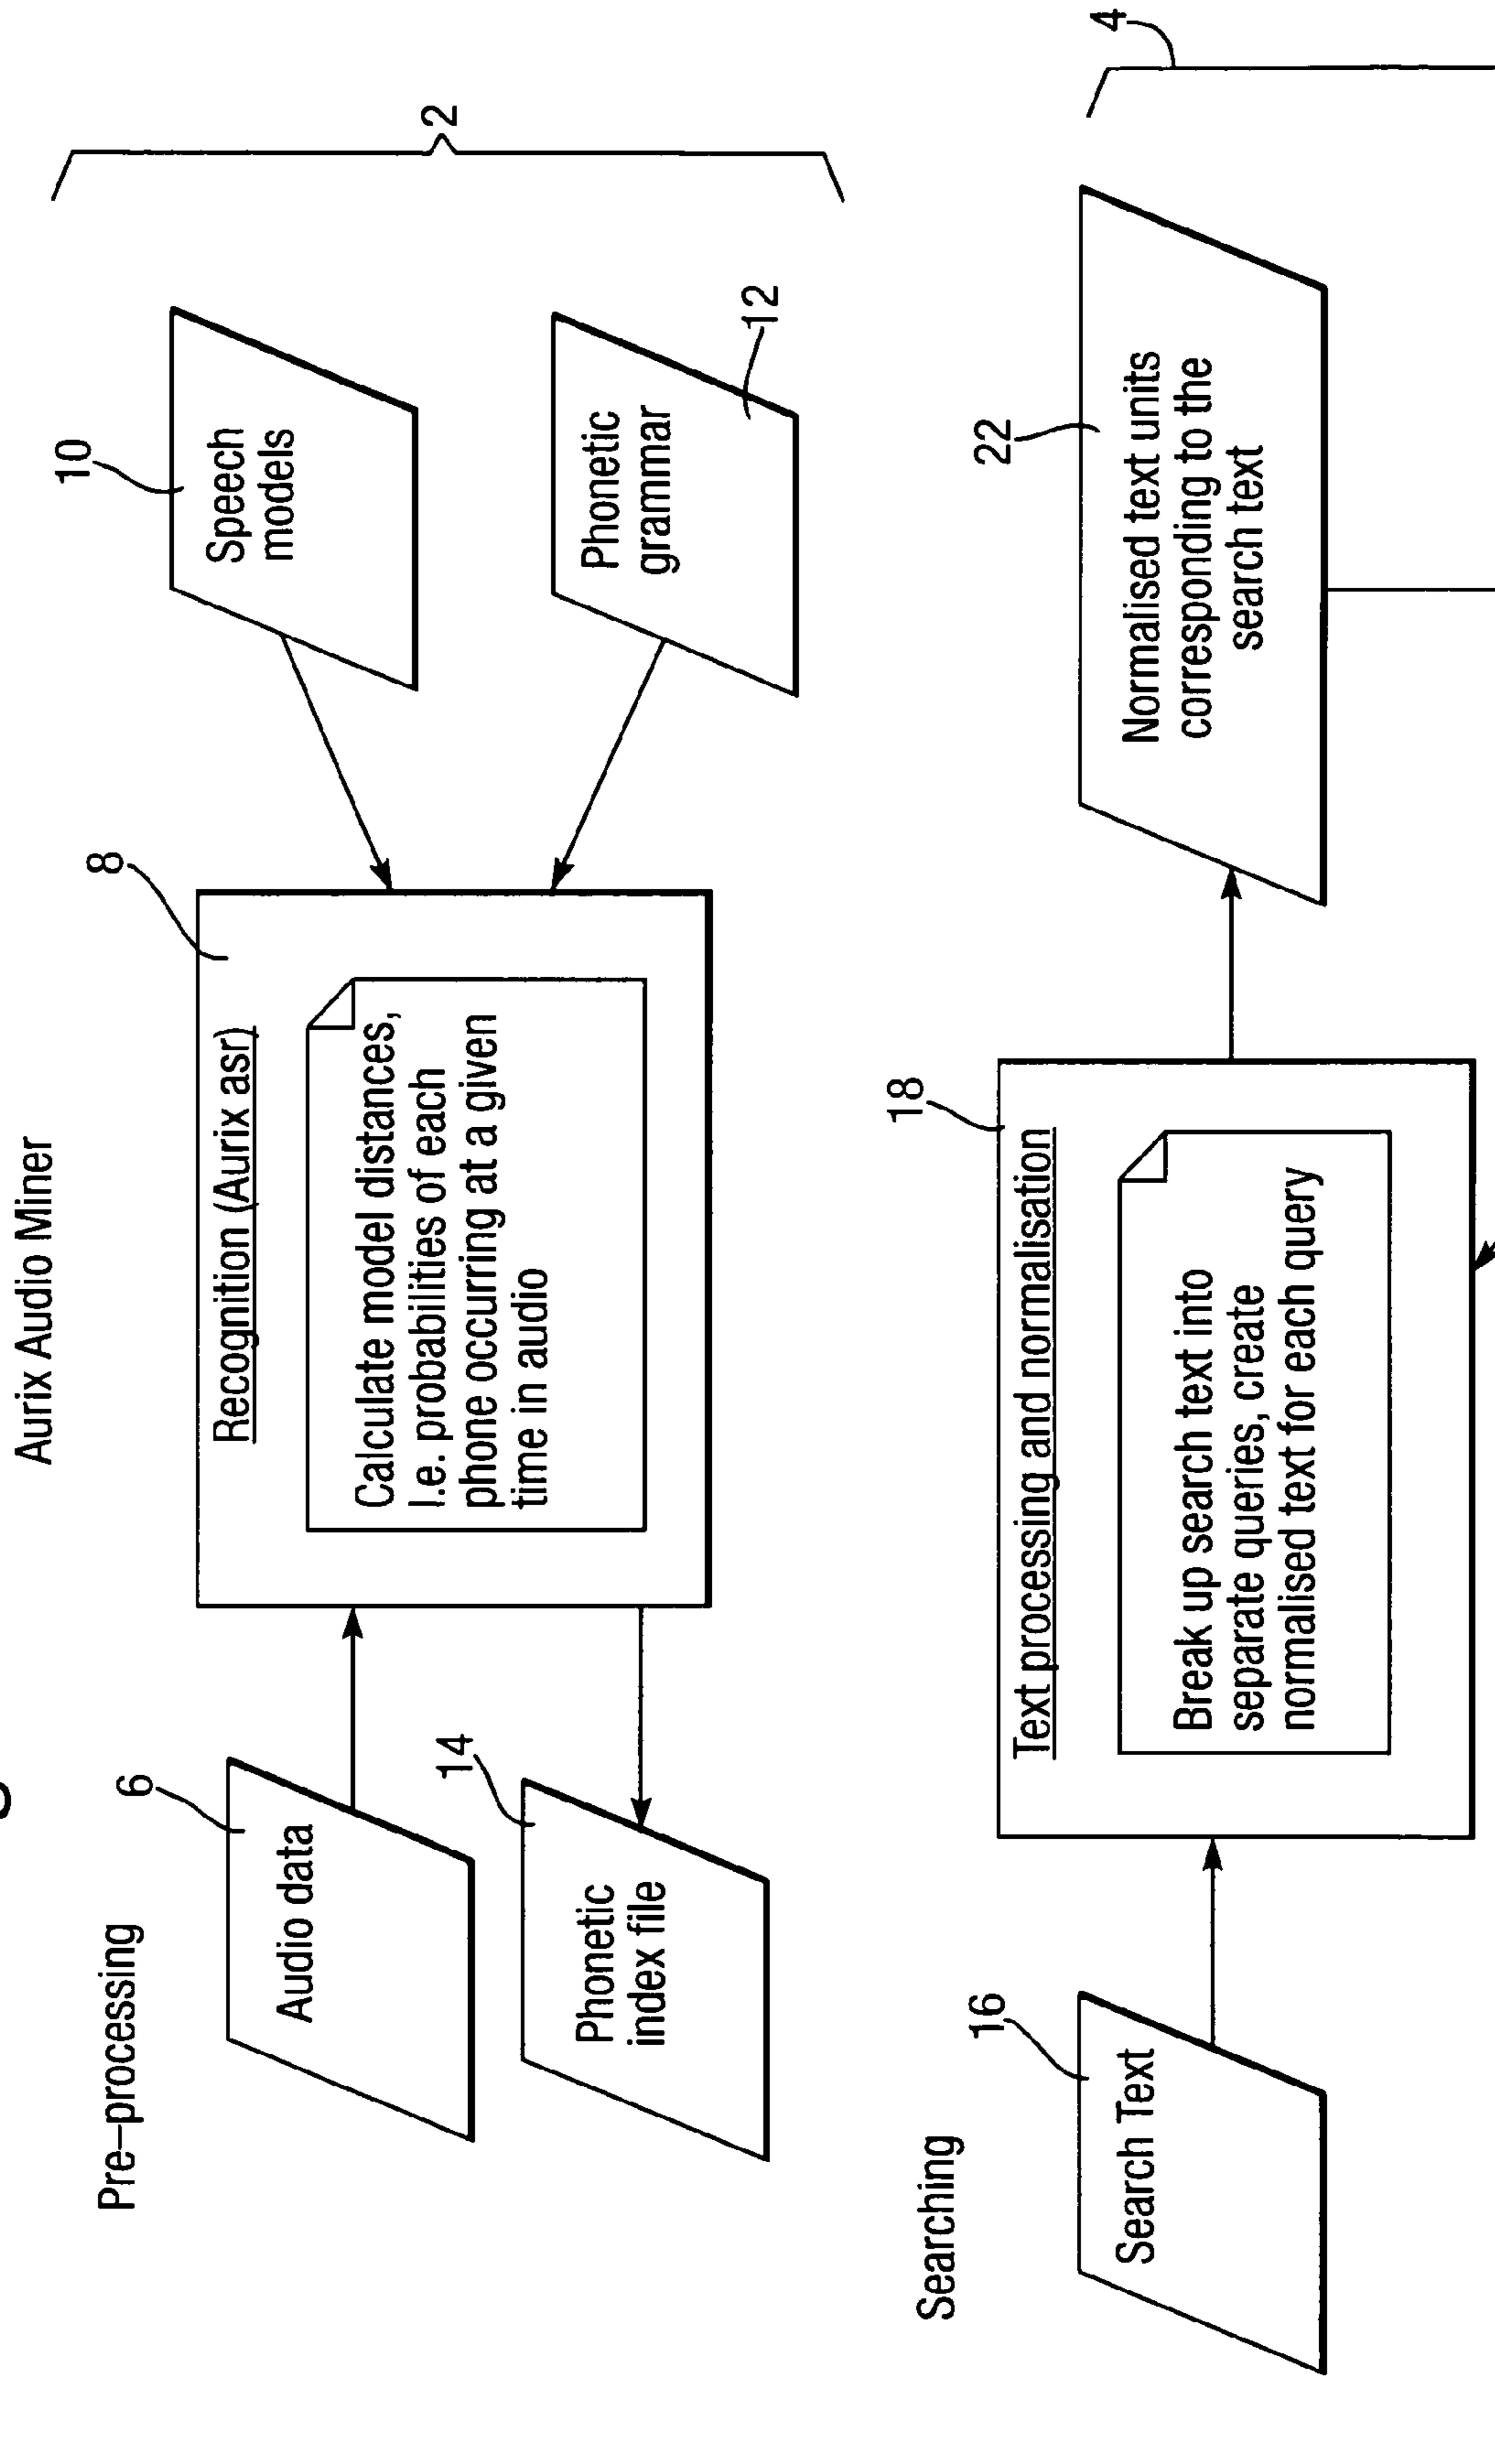 Aurix Audio Miner
Pre-processing
2
6
Audio data
8
Recognition (Aurix asr)
Calculate model distances,
I.e. probabilities of each
phone occurring at a given
time in audio
10
Speech
models
14
Phonetic
index file
12
Phonetic
grammar
Searching
4
16
Search Text
18
Text processing and normalisation
Break up search text into
separate queries, create
normalised text for each query
22
Normalised text units
corresponding to the
search text